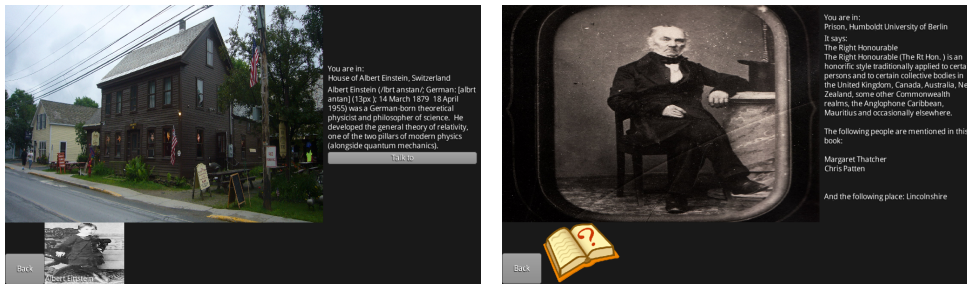 You are in:
House of Albert Einstein, Switzerland
Albert Einstein (/lbrt anstan/; German: [albrt
antan] (13px ); 14 March 1879  18 April
1955) was a German-born theoretical
physicist and philosopher of science.  He
developed the general theory of relativity,
one of the two pillars of modern physics
(alongside quantum mechanics).
Talk to
Back
Albert Einstein
You are in:
Prison, Humboldt University of Berlin
It says:
The Right Honourable
The Right Honourable (The Rt Hon. ) is an
honorific style traditionally applied to certa
persons and to certain collective bodies in
the United Kingdom, Canada, Australia, Ne
Zealand, some other Commonwealth
realms, the Anglophone Caribbean,
Mauritius and occasionally elsewhere.
The following people are mentioned in this
book:
Margaret Thatcher
Chris Patten
And the following place: Lincolnshire
Back
?